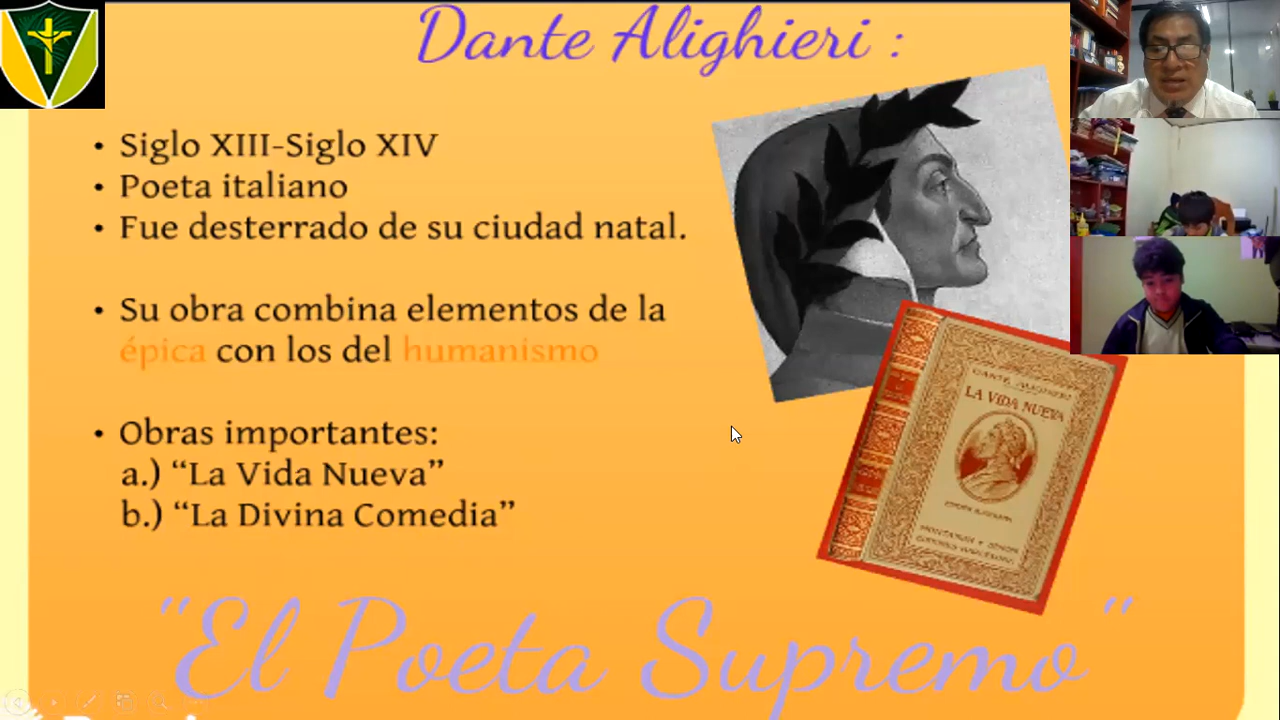 Dante Alighieri :
• Siglo XIII-Siglo XIV
• Poeta italiano
• Fue desterrado de su ciudad natal.
• Su obra combina elementos de la
épica con los del humanismo
• Obras importantes:
a.) “La Vida Nueva”
b.) “La Divina Comedia”
DANTE ALIGHIERI
LA VIDA NUEVA
"El Poeta Supremo"